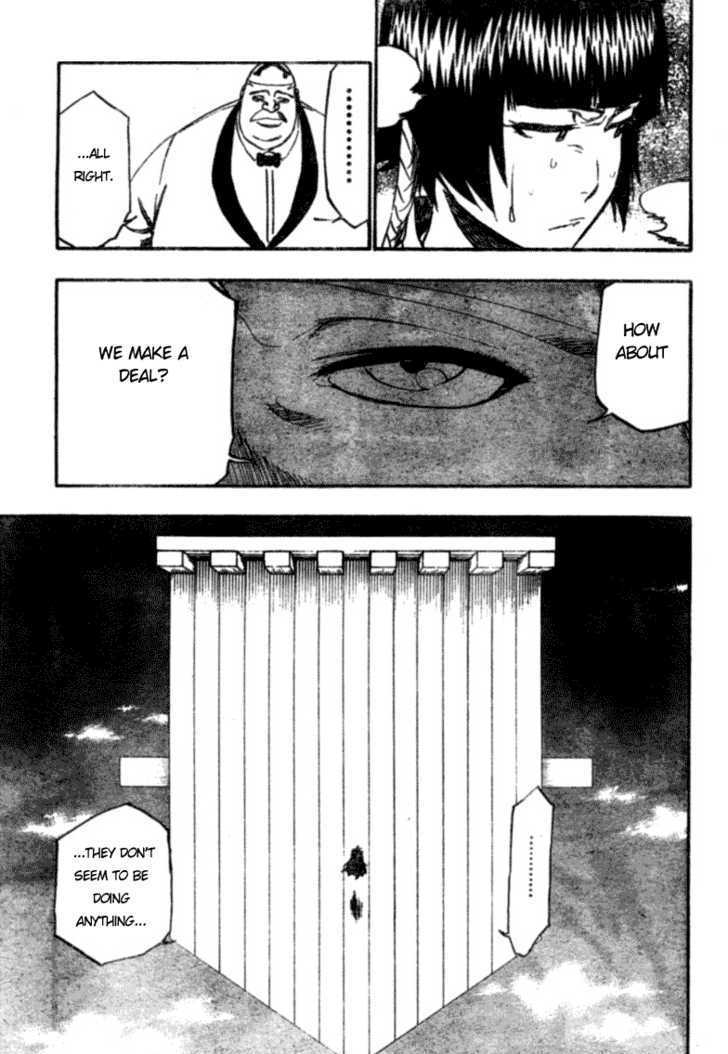 .........
...ALL
RIGHT.
HOW
ABOUT
WE MAKE A
DEAL?
..........
...THEY DON'T
SEEM TO BE
DOING
ANYTHING...